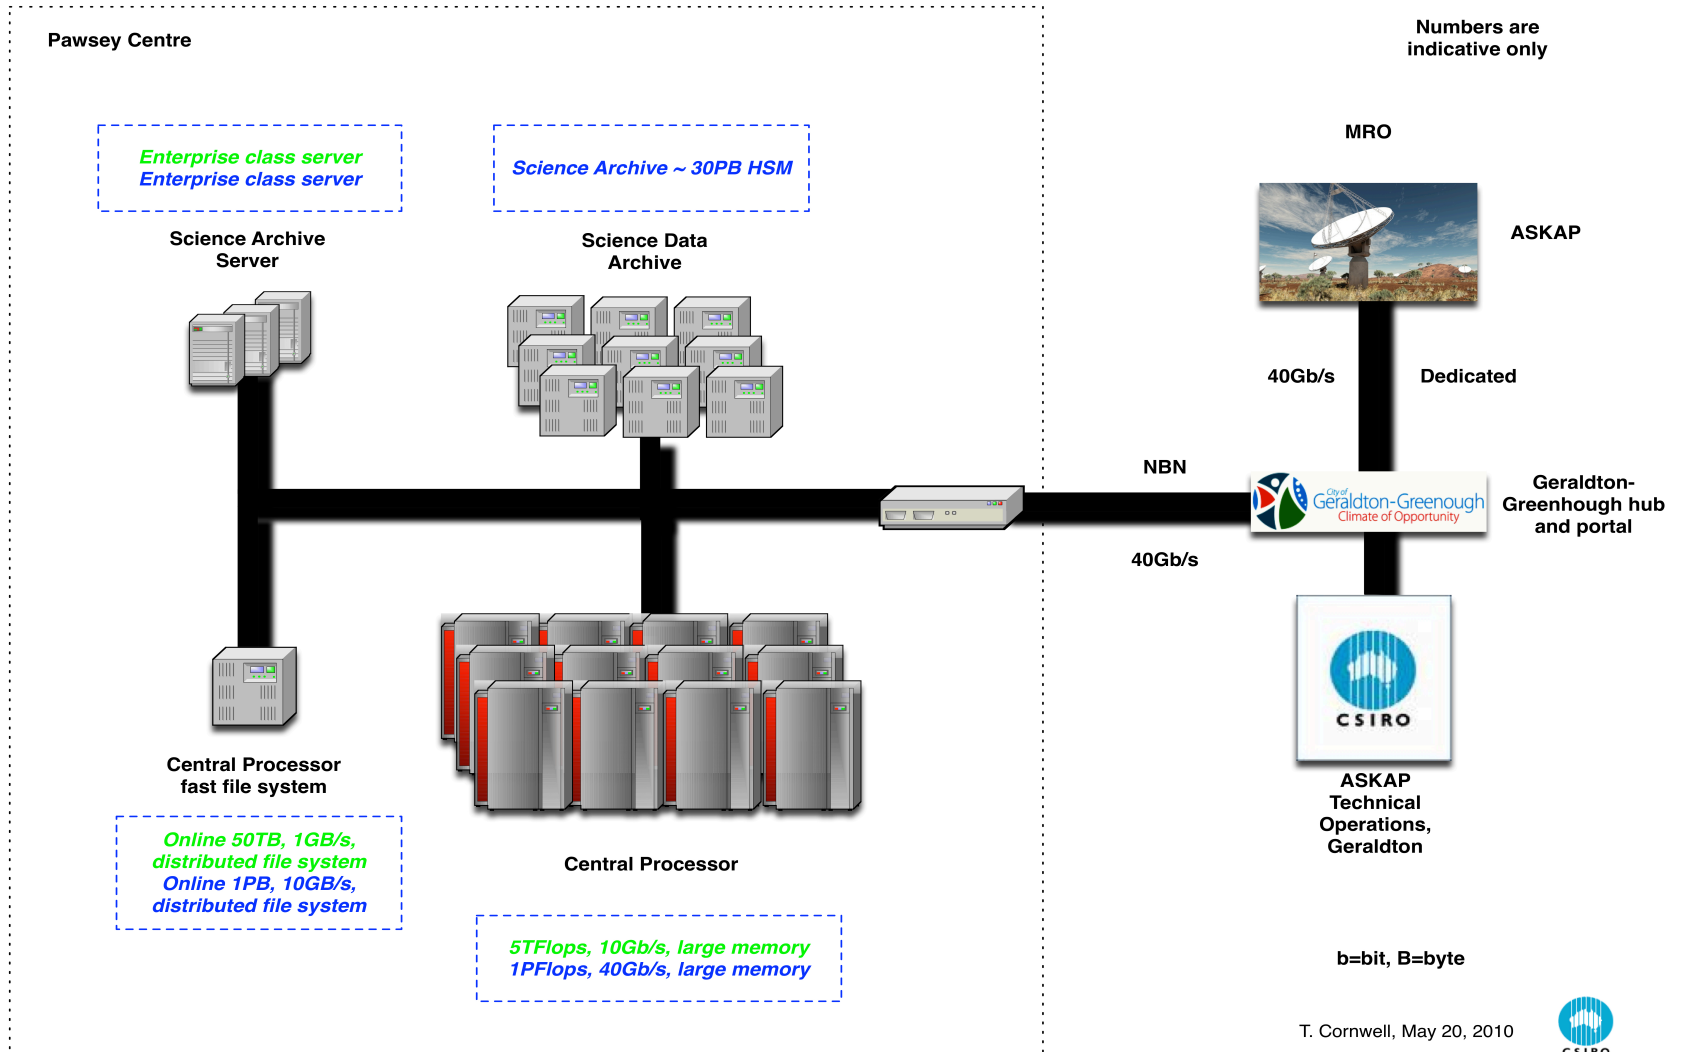 Pawsey Centre
Numbers are
indicative only
Enterprise class server
Enterprise class server
Science Archive ~ 30PB HSM
MRO
Science Archive
Server
Science Data
Archive
ASKAP
40Gb/s
Dedicated
NBN
City of
Geraldton-Greenough
Climate of Opportunity
Geraldton-
Greenhough hub
and portal
40Gb/s
CSIRO
Central Processor
fast file system
ASKAP
Technical
Operations,
Geraldton
Online 50TB, 1GB/s,
distributed file system
Online 1PB, 10GB/s,
distributed file system
Central Processor
5TFlops, 10Gb/s, large memory
1PFlops, 40Gb/s, large memory
b=bit, B=byte
T. Cornwell, May 20, 2010
CSIRO